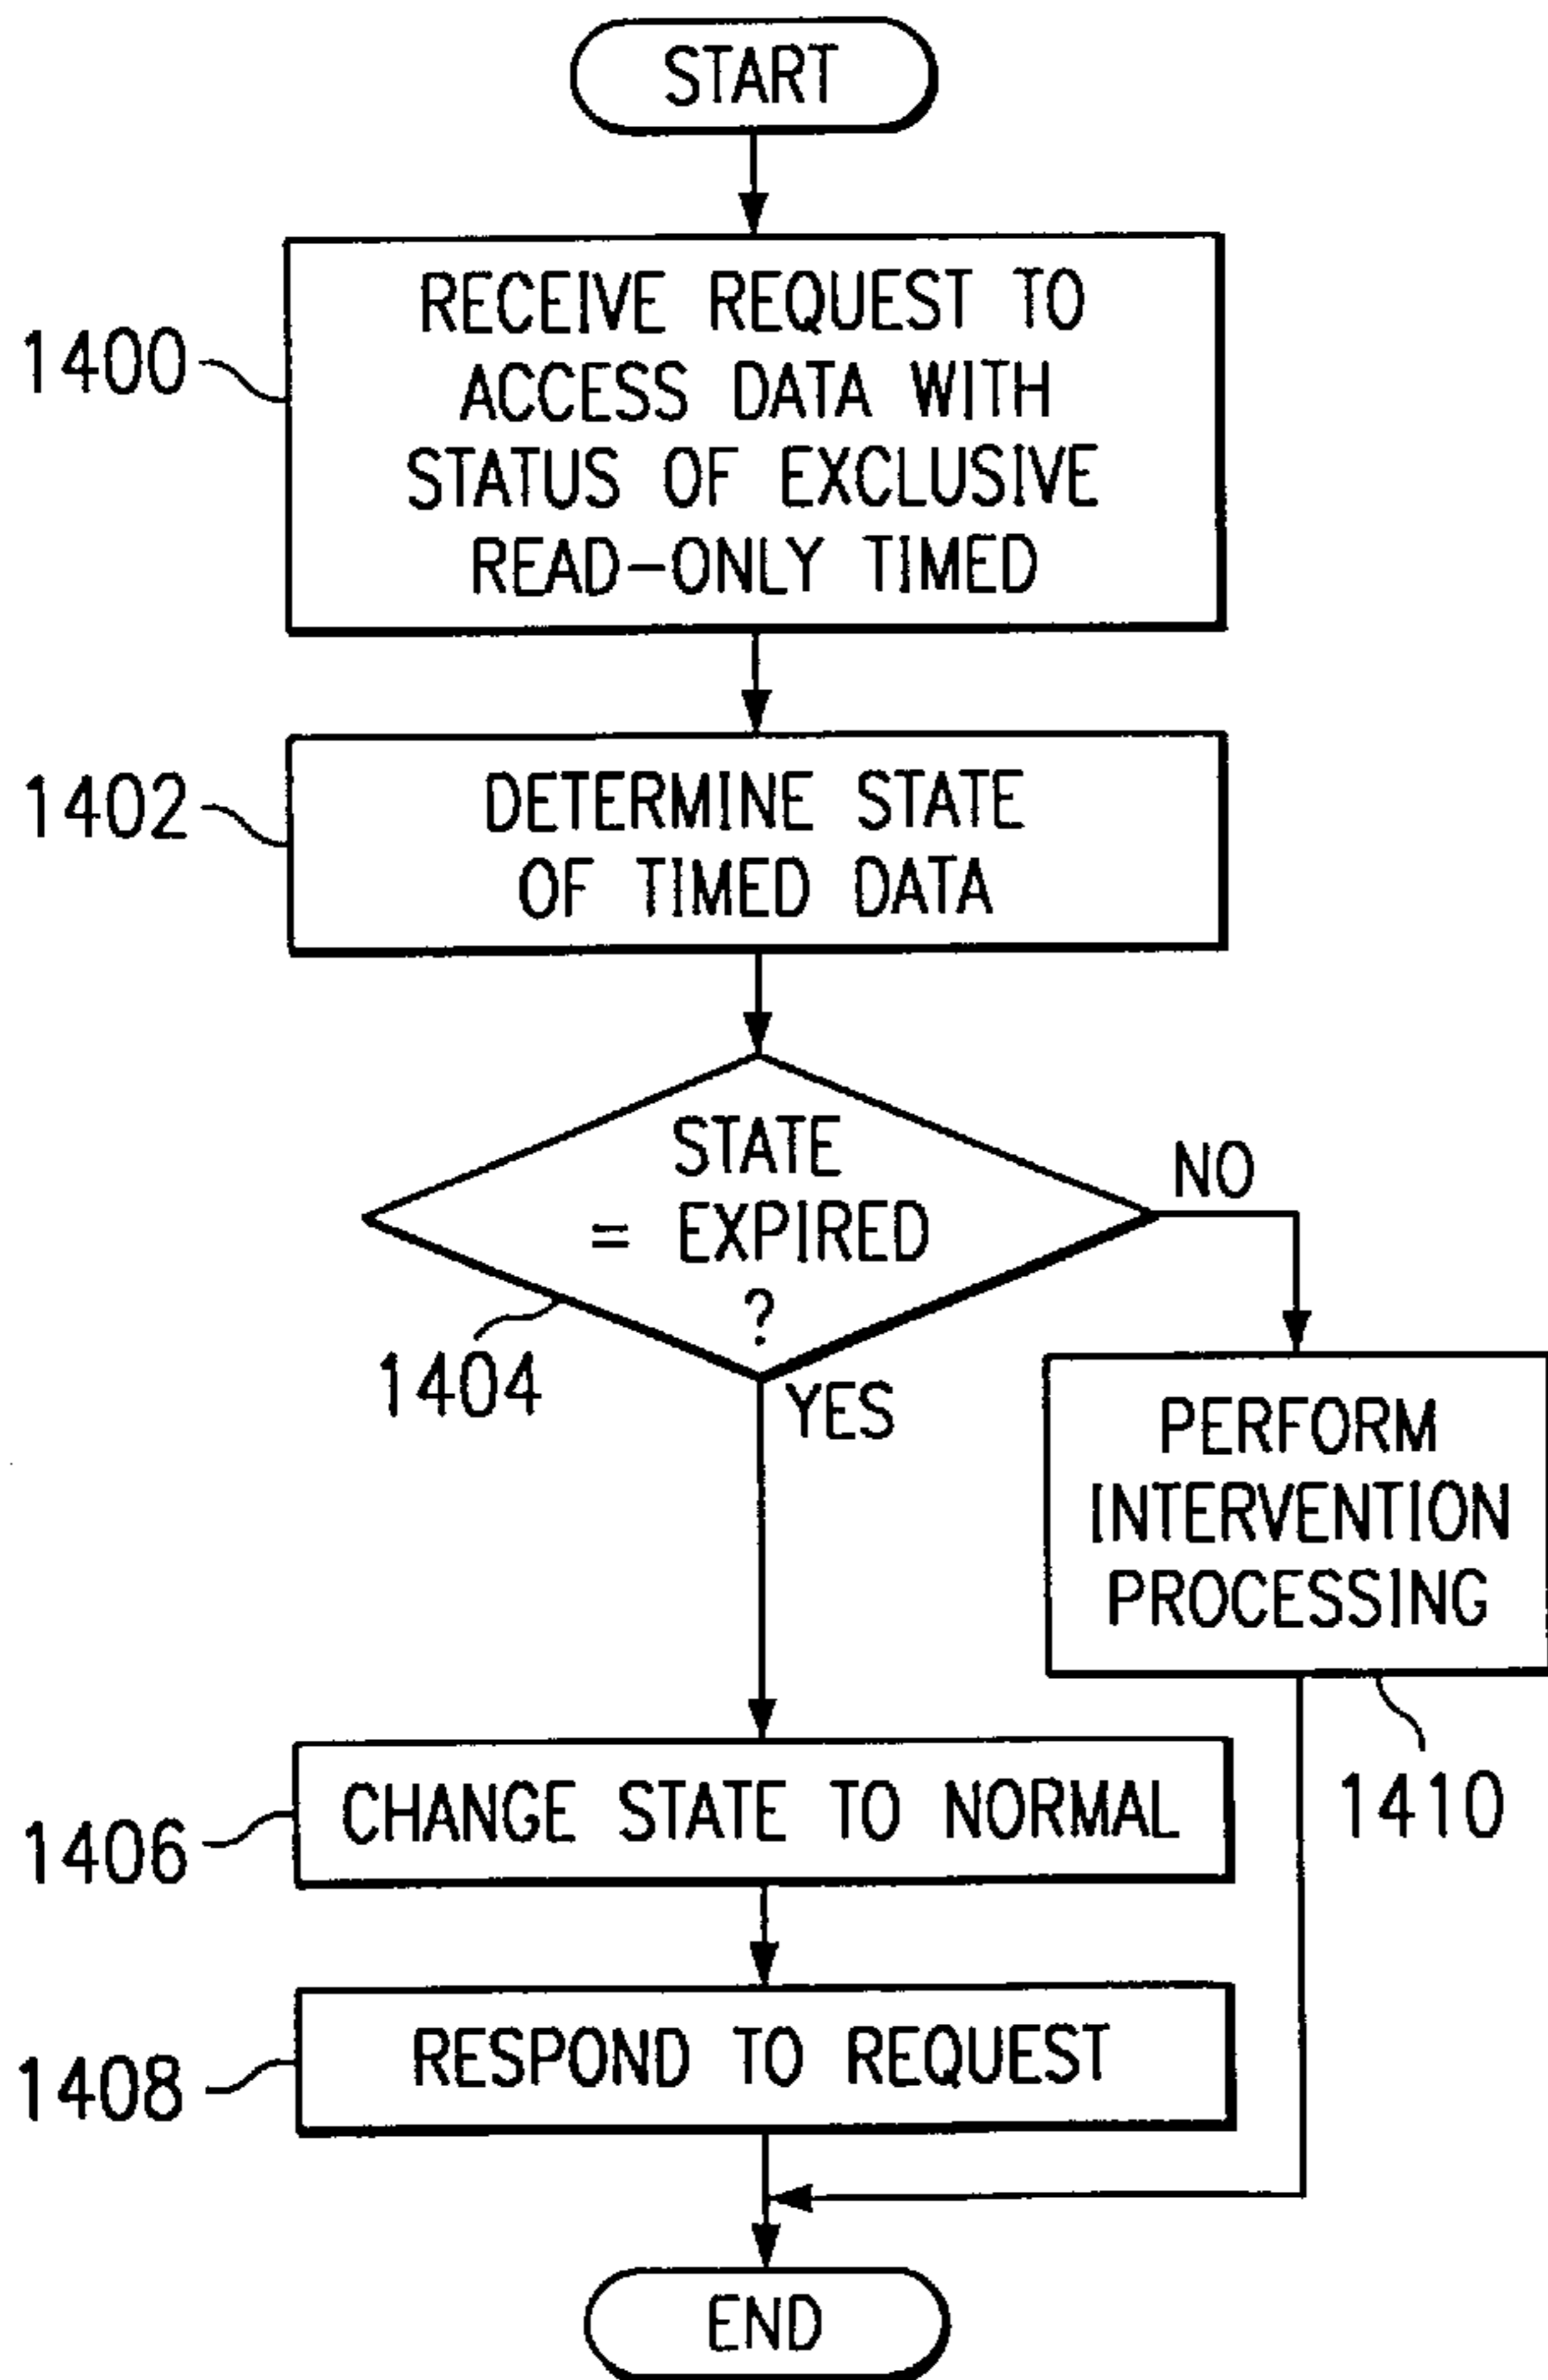 START
1400
RECEIVE REQUEST TO
ACCESS DATA WITH
STATUS OF EXCLUSIVE
READ-ONLY TIMED
1402
DETERMINE STATE
OF TIMED DATA
STATE
= EXPIRED
?
NO
1404
YES
PERFORM
INTERVENTION
PROCESSING
1410
1406
CHANGE STATE TO NORMAL
1408
RESPOND TO REQUEST
END